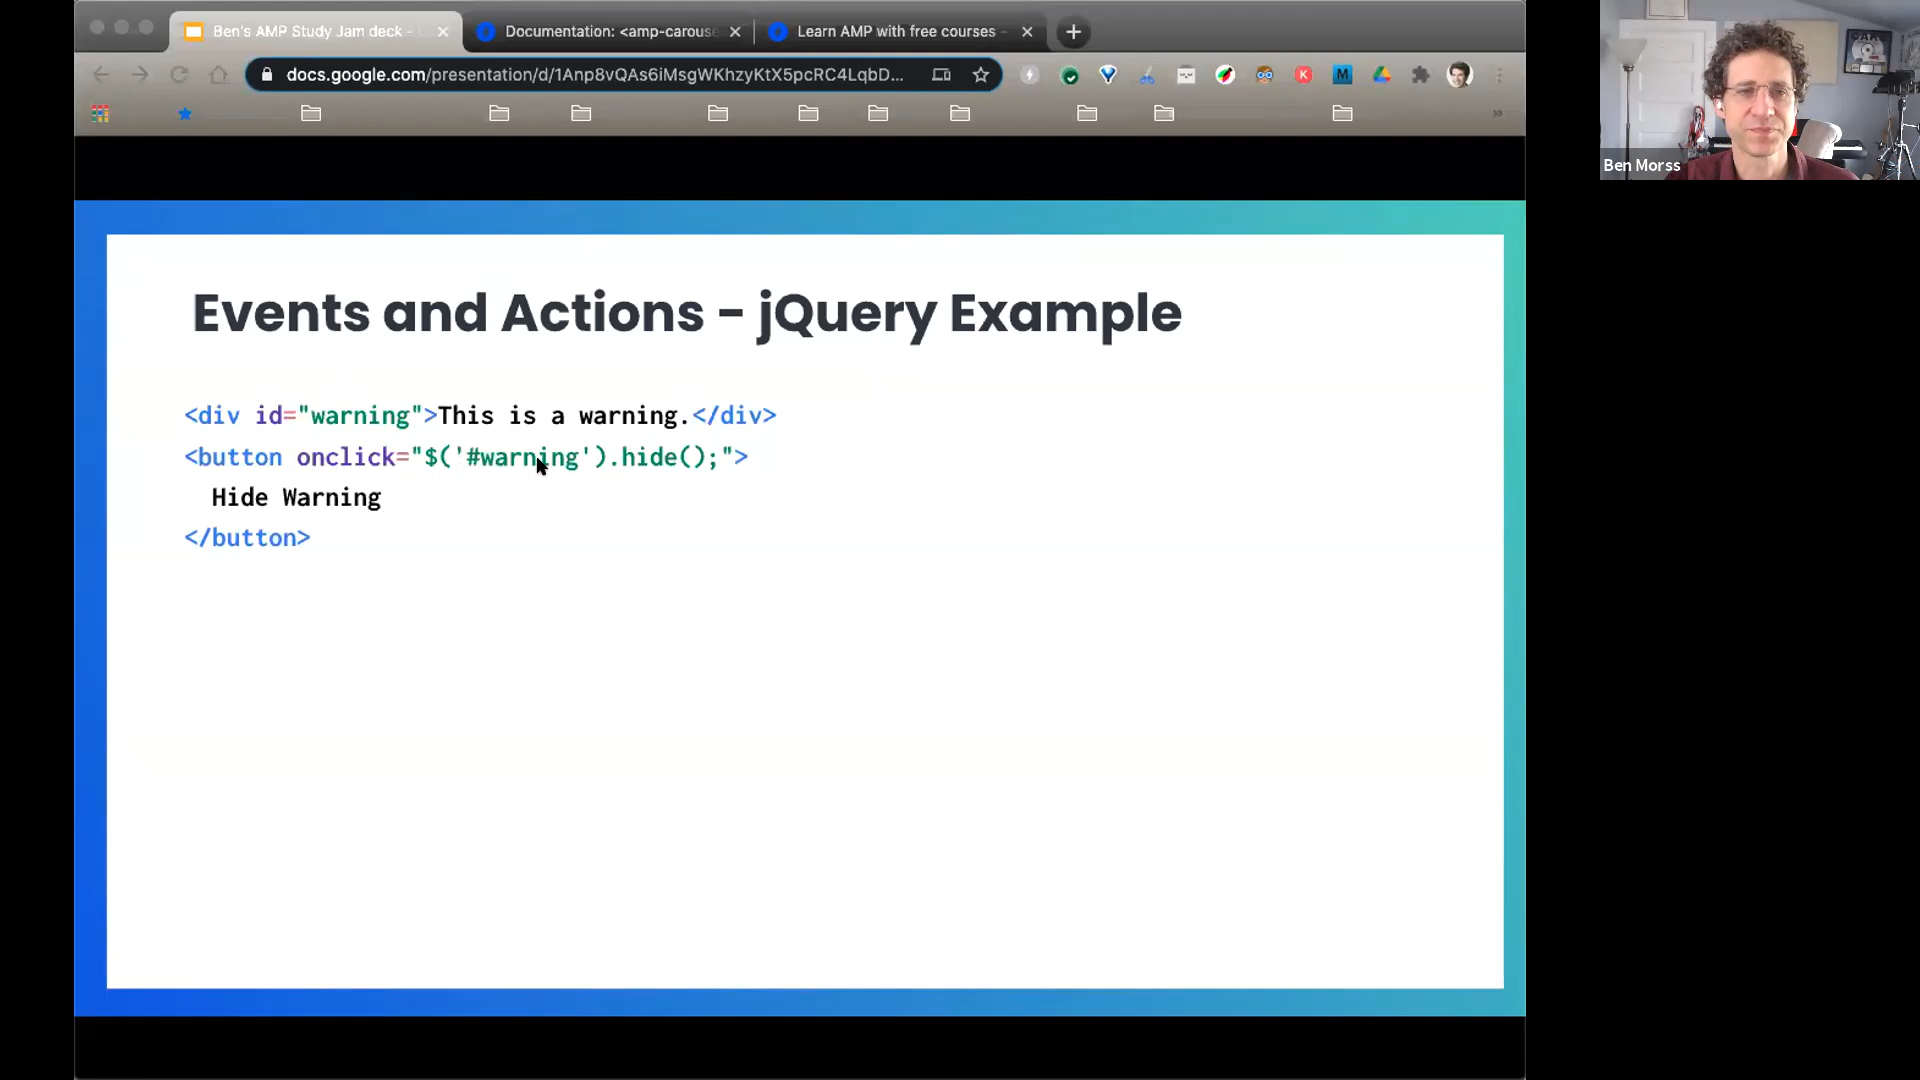 Ben's AMP Study Jam deck -
Documentation: <amp-carous
Learn AMP with free courses -
docs.google.com/presentation/d/1Anp8vQAs6iMsgWKhzyKtX5pcRC4LqbD...
K
M
Ben Morss
Events and Actions - jQuery Example
<div id="warning">This is a warning.</div>
<button onclick="$('#warning').hide();">
Hide Warning
</button>